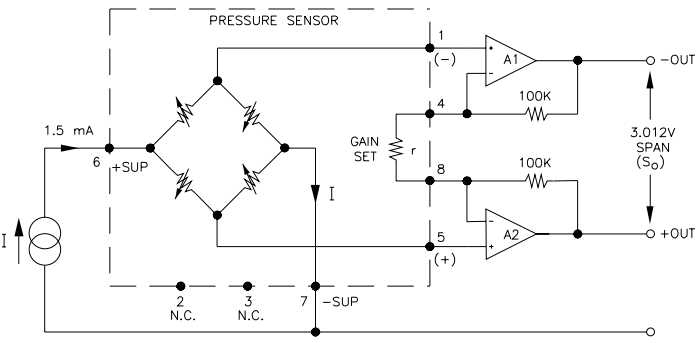 PRESSURE SENSOR
1
(-)
A1
-OUT
4
100K
1.5 mA
6
+SUP
GAIN
SET
r
3.012V
SPAN
(So)
8
100K
I
I
5
(+)
A2
+OUT
2
N.C.
3
N.C.
7
-SUP